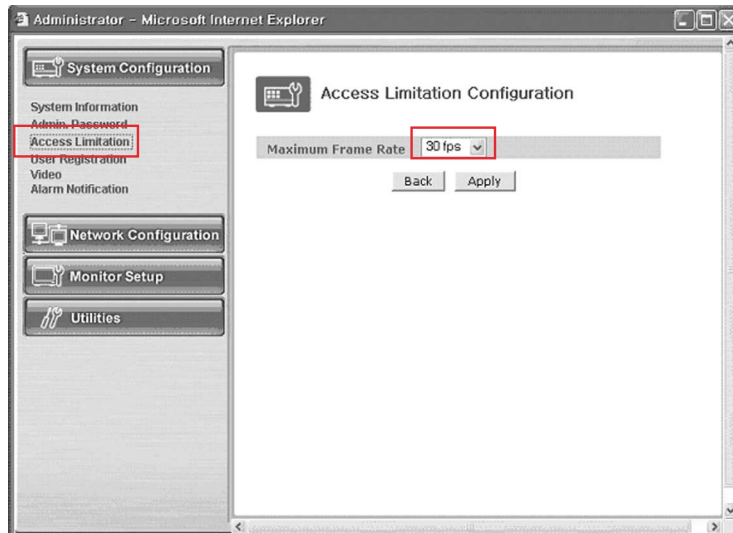 Administrator - Microsoft Internet Explorer
System Configuration
System Information
Admin. Password
Access Limitation
User Registration
Video
Alarm Notification
Network Configuration
Monitor Setup
Utilities
Access Limitation Configuration
Maximum Frame Rate 30 fps
Back Apply